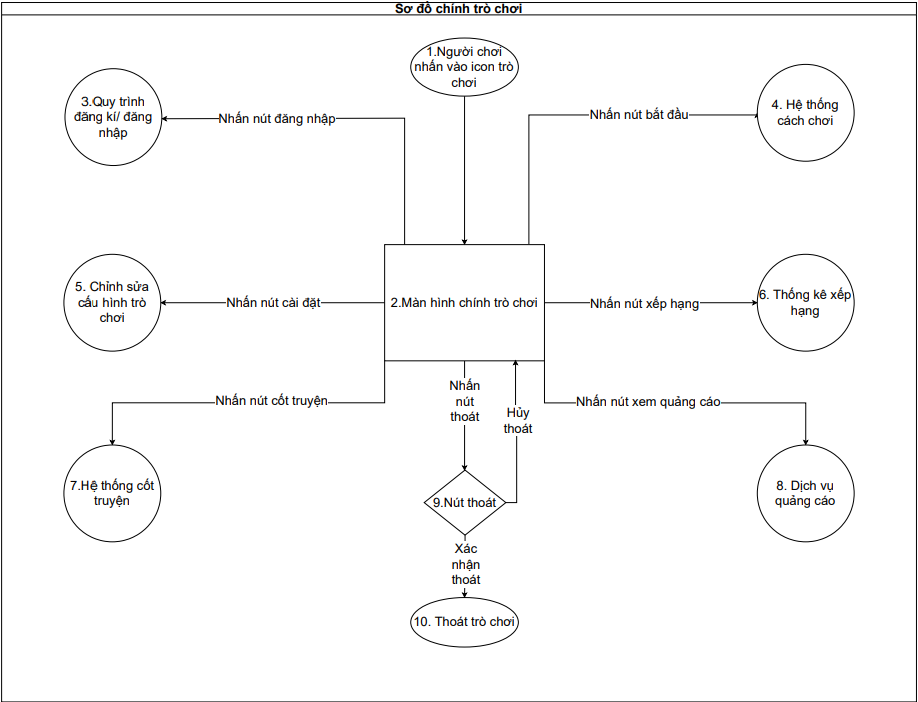 Sơ đồ chính trò chơi
1.Người chơi
nhấn vào icon trò
chơi
3.Quy trình
đăng kí/ đăng
nhập
Nhấn nút đăng nhập
Nhấn nút bắt đầu
4. Hệ thống
cách chơi
5. Chỉnh sửa
cấu hình trò
chơi
Nhấn nút cài đặt
2.Màn hình chính trò chơi
Nhấn nút xếp hạng
6. Thống kê xếp
hạng
Nhấn nút cốt truyện
Nhấn
nút
thoát
Hủy
thoát
Nhấn nút xem quảng cáo
7.Hệ thống cốt
truyện
9.Nút thoát
8. Dịch vụ
quảng cáo
Xác
nhận
thoát
10. Thoát trò chơi